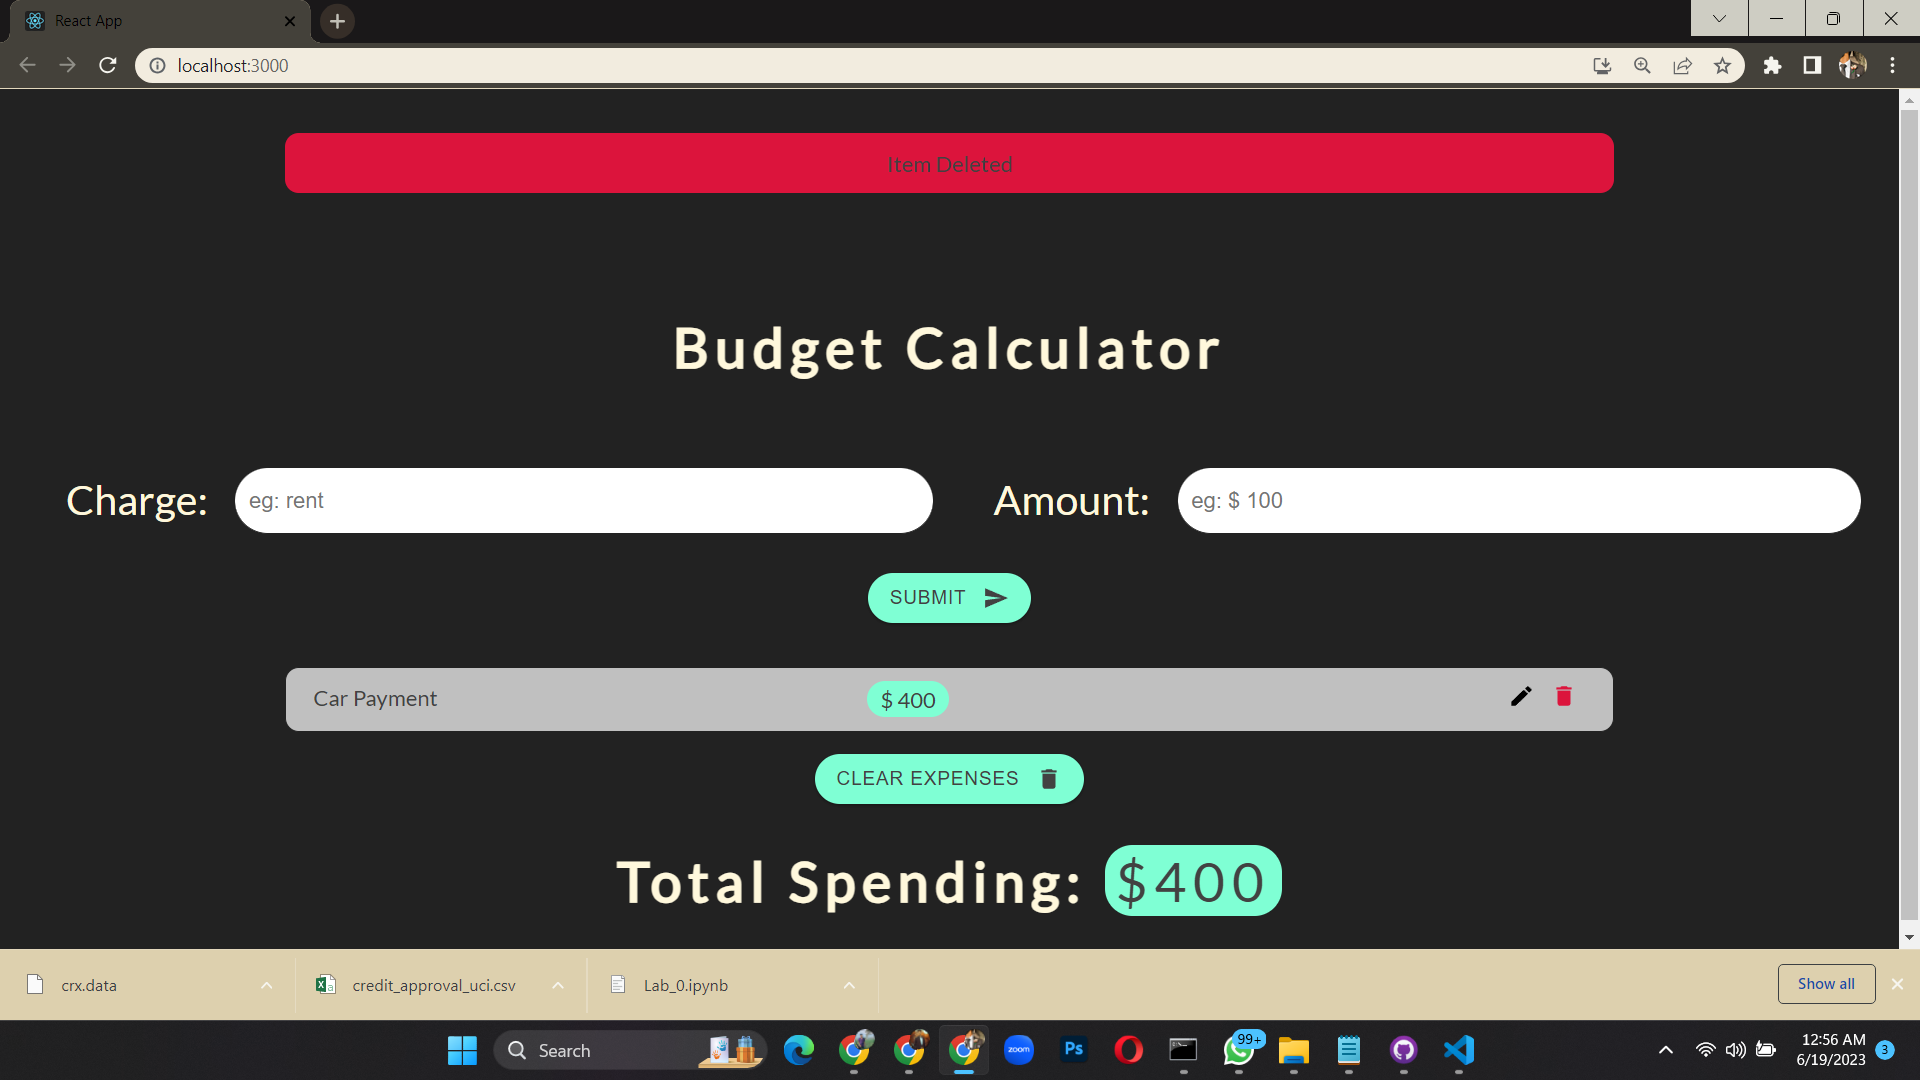 React App
localhost:3000
Item Deleted
Budget Calculator
Charge: eg: rent Amount: eg: $ 100
SUBMIT
Car Payment $ 400
CLEAR EXPENSES
Total Spending: $400
crx.data credit_approval_uci.csv Lab_0.ipynb Show all
Search zoom Ps 99+ 12:56 AM 3
6/19/2023